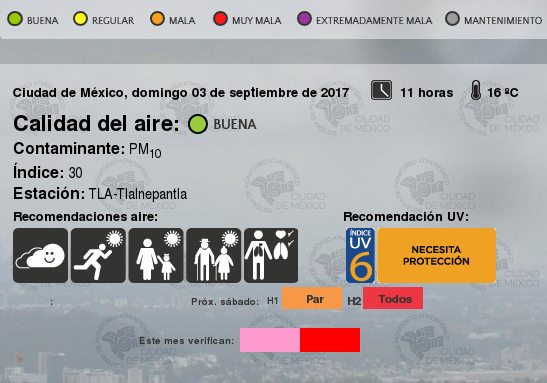 BUENA REGULAR MALA MUY MALA EXTREMADAMENTE MALA MANTENIMIENTO
Ciudad de México, domingo 03 de septiembre de 2017 11 horas 16 ºC
Calidad del aire: BUENA
Contaminante: PM10
Índice: 30
Estación: TLA-Tlalnepantla
Recomendaciones aire: Recomendación UV:
ÍNDICE
UV
6
NECESITA
PROTECCIÓN
: Próx. sábado: H1 Par H2 Todos
Este mes verifican:
CIUDAD
DE MÉXICO